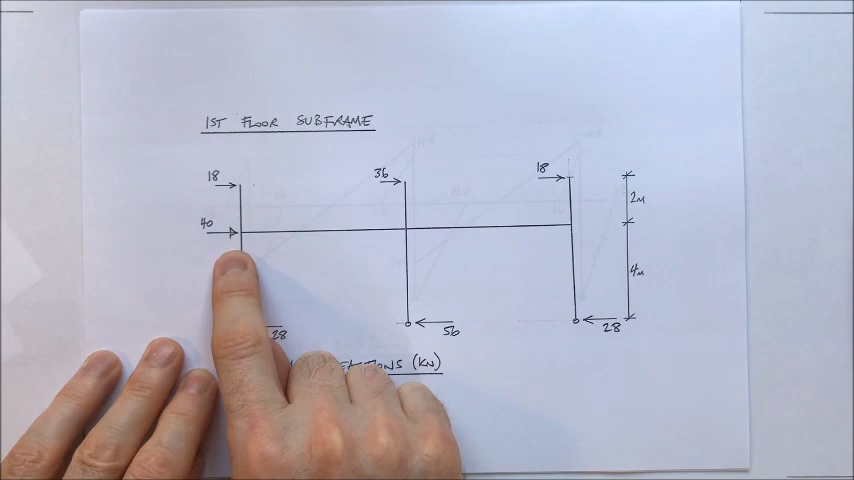 1ST FLOOR SUBFRAME
18 36 18
2M
40
4M
28 56 28
(KN)